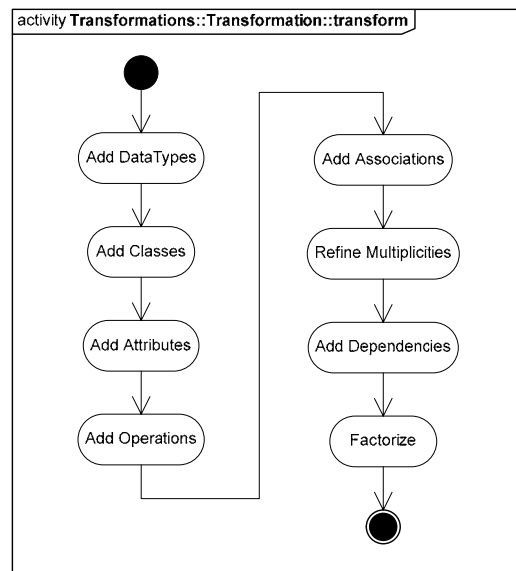 activity Transformations::Transformation::transform
Add DataTypes
Add Classes
Add Attributes
Add Operations
Add Associations
Refine Multiplicities
Add Dependencies
Factorize